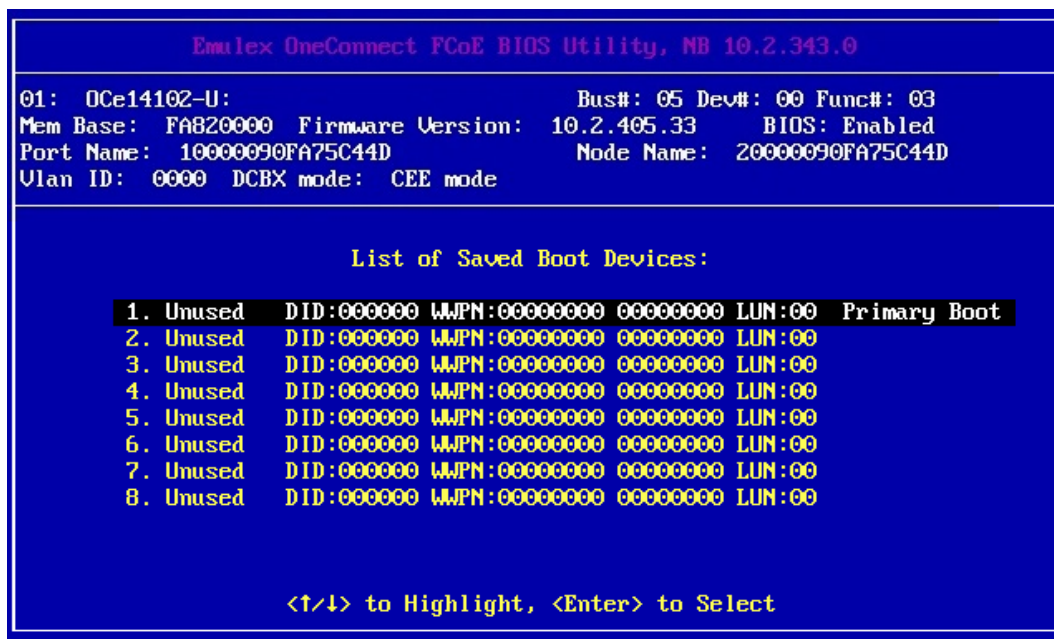 Emulex OneConnect FCoE BIOS Utility, NB 10.2.343.0
01: OCe14102-U: Bus#: 05 Dev#: 00 Func#: 03
Mem Base: FA820000 Firmware Version: 10.2.405.33 BIOS: Enabled
Port Name: 10000090FA75C44D Node Name: 20000090FA75C44D
Vlan ID: 0000 DCBX mode: CEE mode
List of Saved Boot Devices:
1. Unused DID:000000 WWPN:00000000 00000000 LUN:00 Primary Boot
2. Unused DID:000000 WWPN:00000000 00000000 LUN:00
3. Unused DID:000000 WWPN:00000000 00000000 LUN:00
4. Unused DID:000000 WWPN:00000000 00000000 LUN:00
5. Unused DID:000000 WWPN:00000000 00000000 LUN:00
6. Unused DID:000000 WWPN:00000000 00000000 LUN:00
7. Unused DID:000000 WWPN:00000000 00000000 LUN:00
8. Unused DID:000000 WWPN:00000000 00000000 LUN:00
<↑/↓> to Highlight, <Enter> to Select